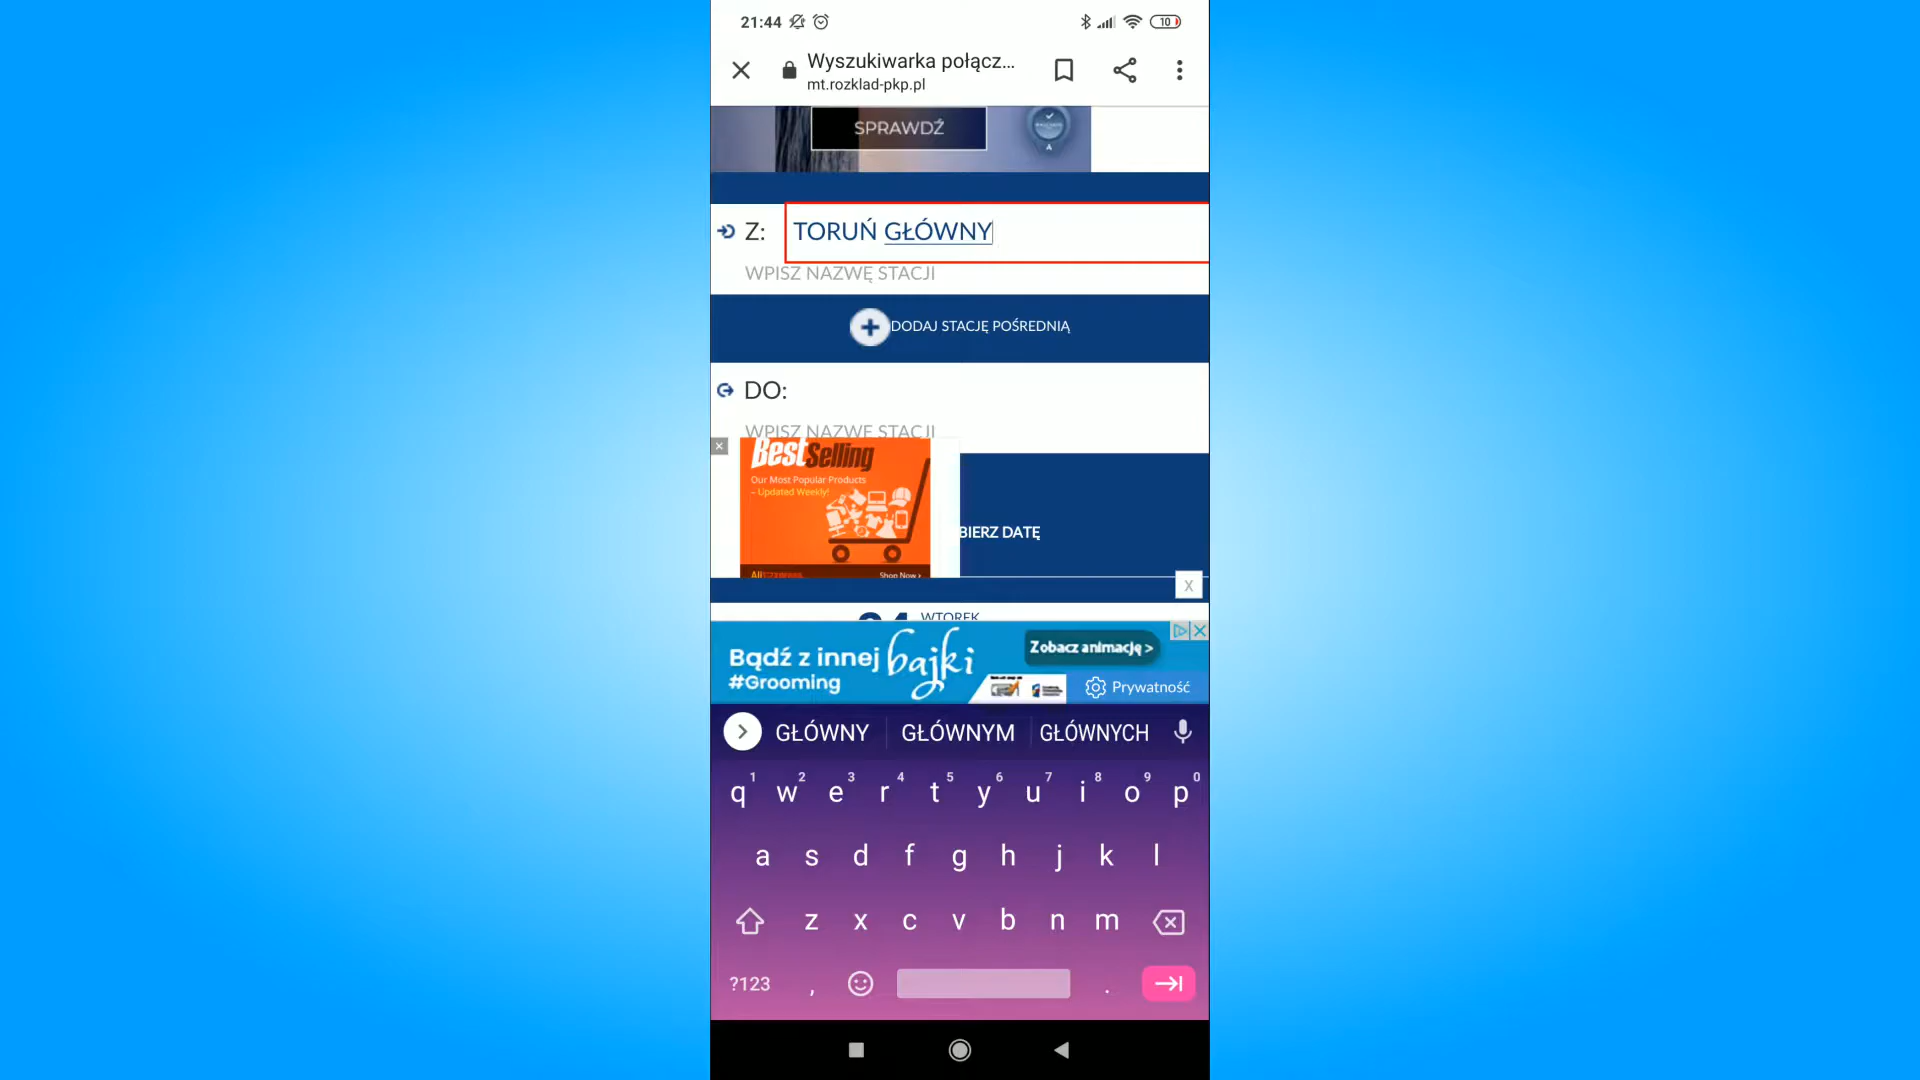 21:44
10
Wyszukiwarka połącz...
mt.rozklad-pkp.pl
SPRAWDŹ
A
Z: TORUŃ GŁÓWNY
WPISZ NAZWĘ STACJI
DODAJ STACJĘ POŚREDNIĄ
DO:
WPISZ NAZWĘ STACJI
BestSelling
Our Most Popular Products
– Updated Weekly!
Shop Now ›
BIERZ DATĘ
X
WTOREK
Bądź z innej bajki
#Grooming
Zobacz animację >
Prywatność
GŁÓWNY GŁÓWNYM GŁÓWNYCH
1 2 3 4 5 6 7 8 9 0
q w e r t y u i o p
a s d f g h j k l
z x c v b n m
?123 , .